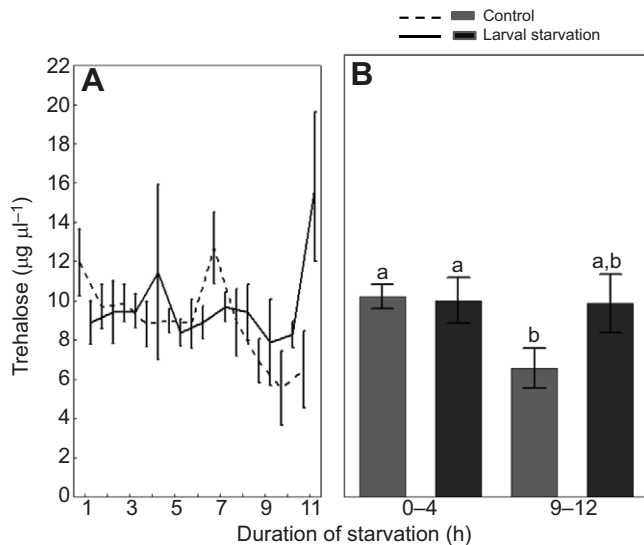 Control
Larval starvation
A
B
22
20
18
16
14
12
10
8
6
4
2
0
Trehalose (µg µl–1)
a
a
b
a,b
1 3 5 7 9 11
0–4 9–12
Duration of starvation (h)